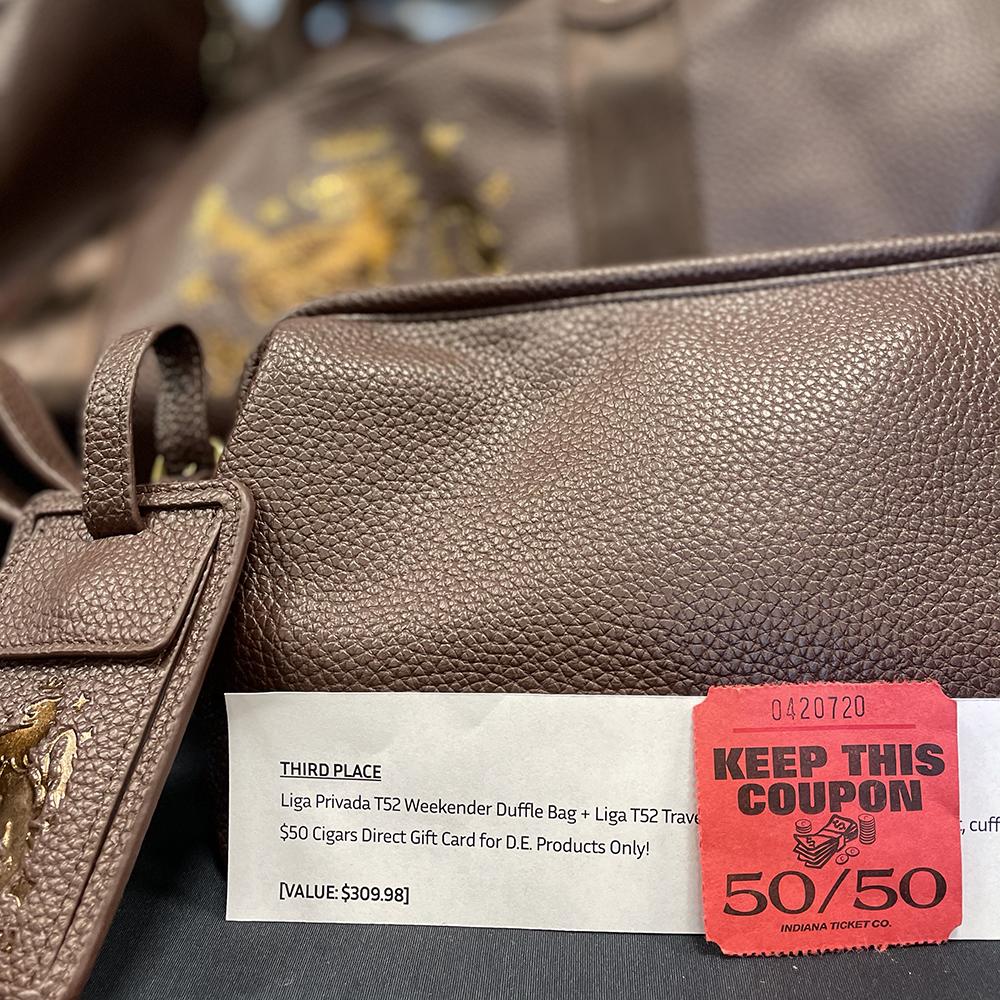 THIRD PLACE
Liga Privada T52 Weekender Duffle Bag + Liga T52 Trave
, cuff
$50 Cigars Direct Gift Card for D.E. Products Only!
[VALUE: $309.98]
0420720
KEEP THIS
COUPON
50/50
INDIANA TICKET CO.